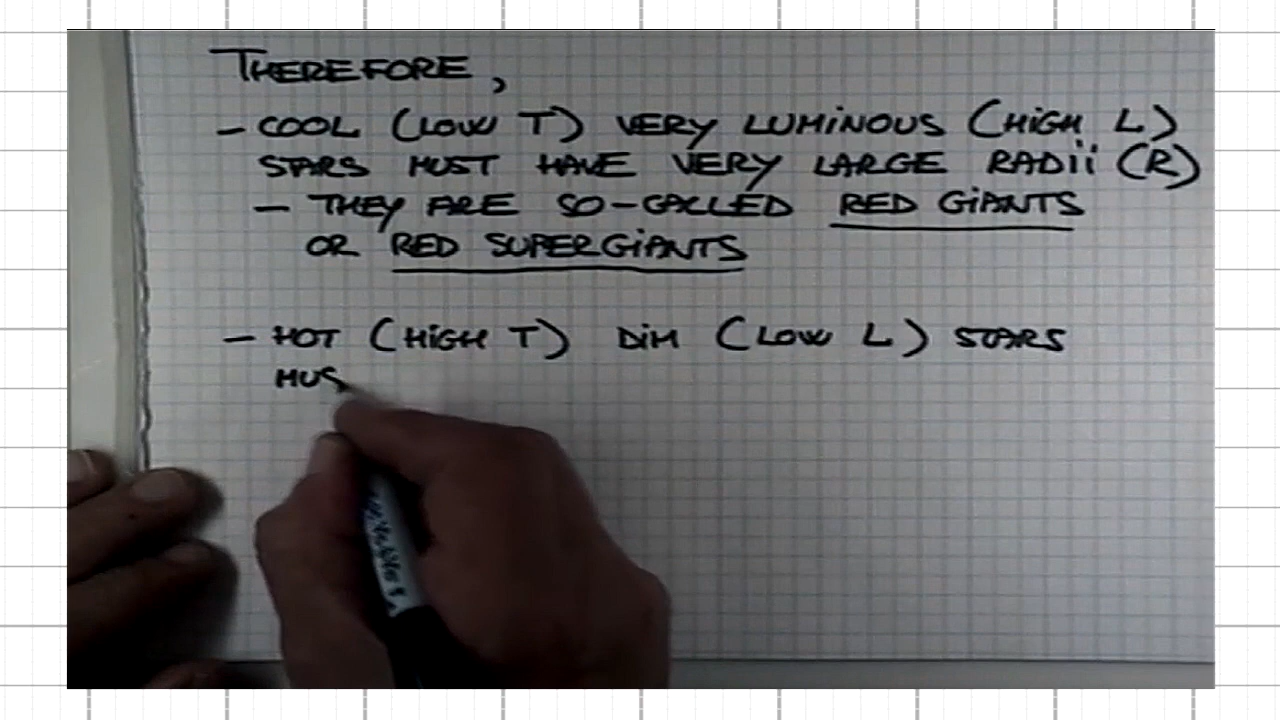 THEREFORE,
- COOL (LOW T) VERY LUMINOUS (HIGH L)
STARS MUST HAVE VERY LARGE RADII (R)
- THEY ARE SO-CALLED RED GIANTS
OR RED SUPERGIANTS
- HOT (HIGH T) DIM (LOW L) STARS
MUS